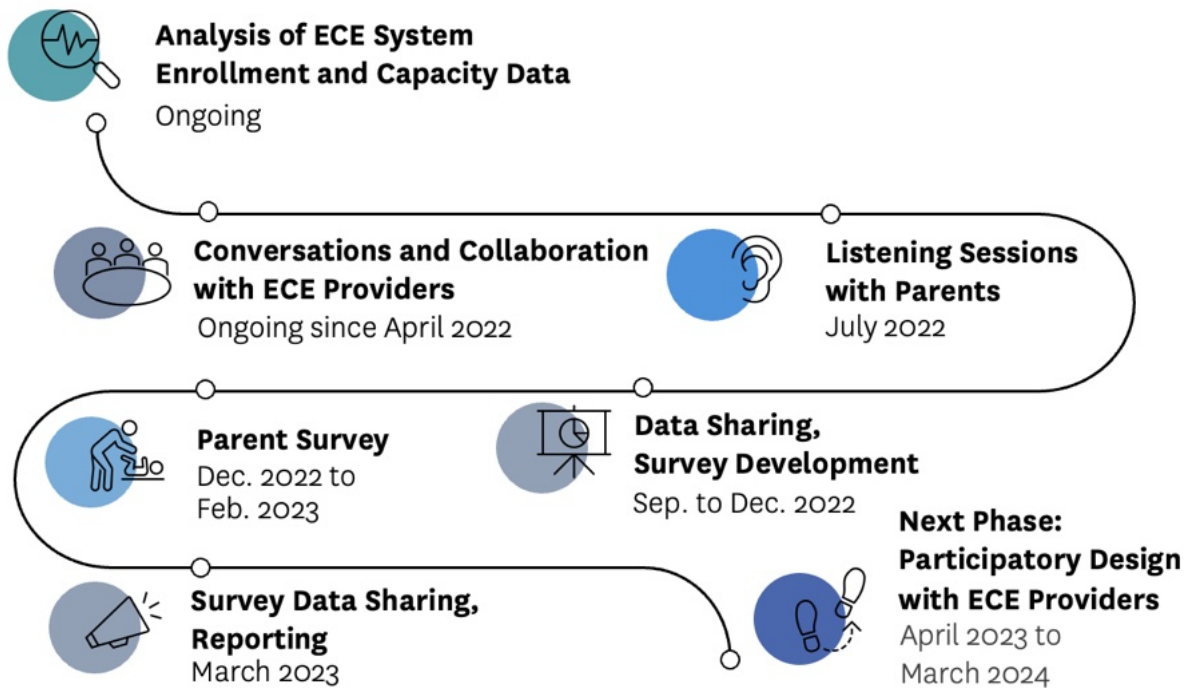 Analysis of ECE System
Enrollment and Capacity Data
Ongoing
Conversations and Collaboration
with ECE Providers
Ongoing since April 2022
Listening Sessions
with Parents
July 2022
Data Sharing,
Survey Development
Sep. to Dec. 2022
Parent Survey
Dec. 2022 to
Feb. 2023
Survey Data Sharing,
Reporting
March 2023
Next Phase:
Participatory Design
with ECE Providers
April 2023 to
March 2024